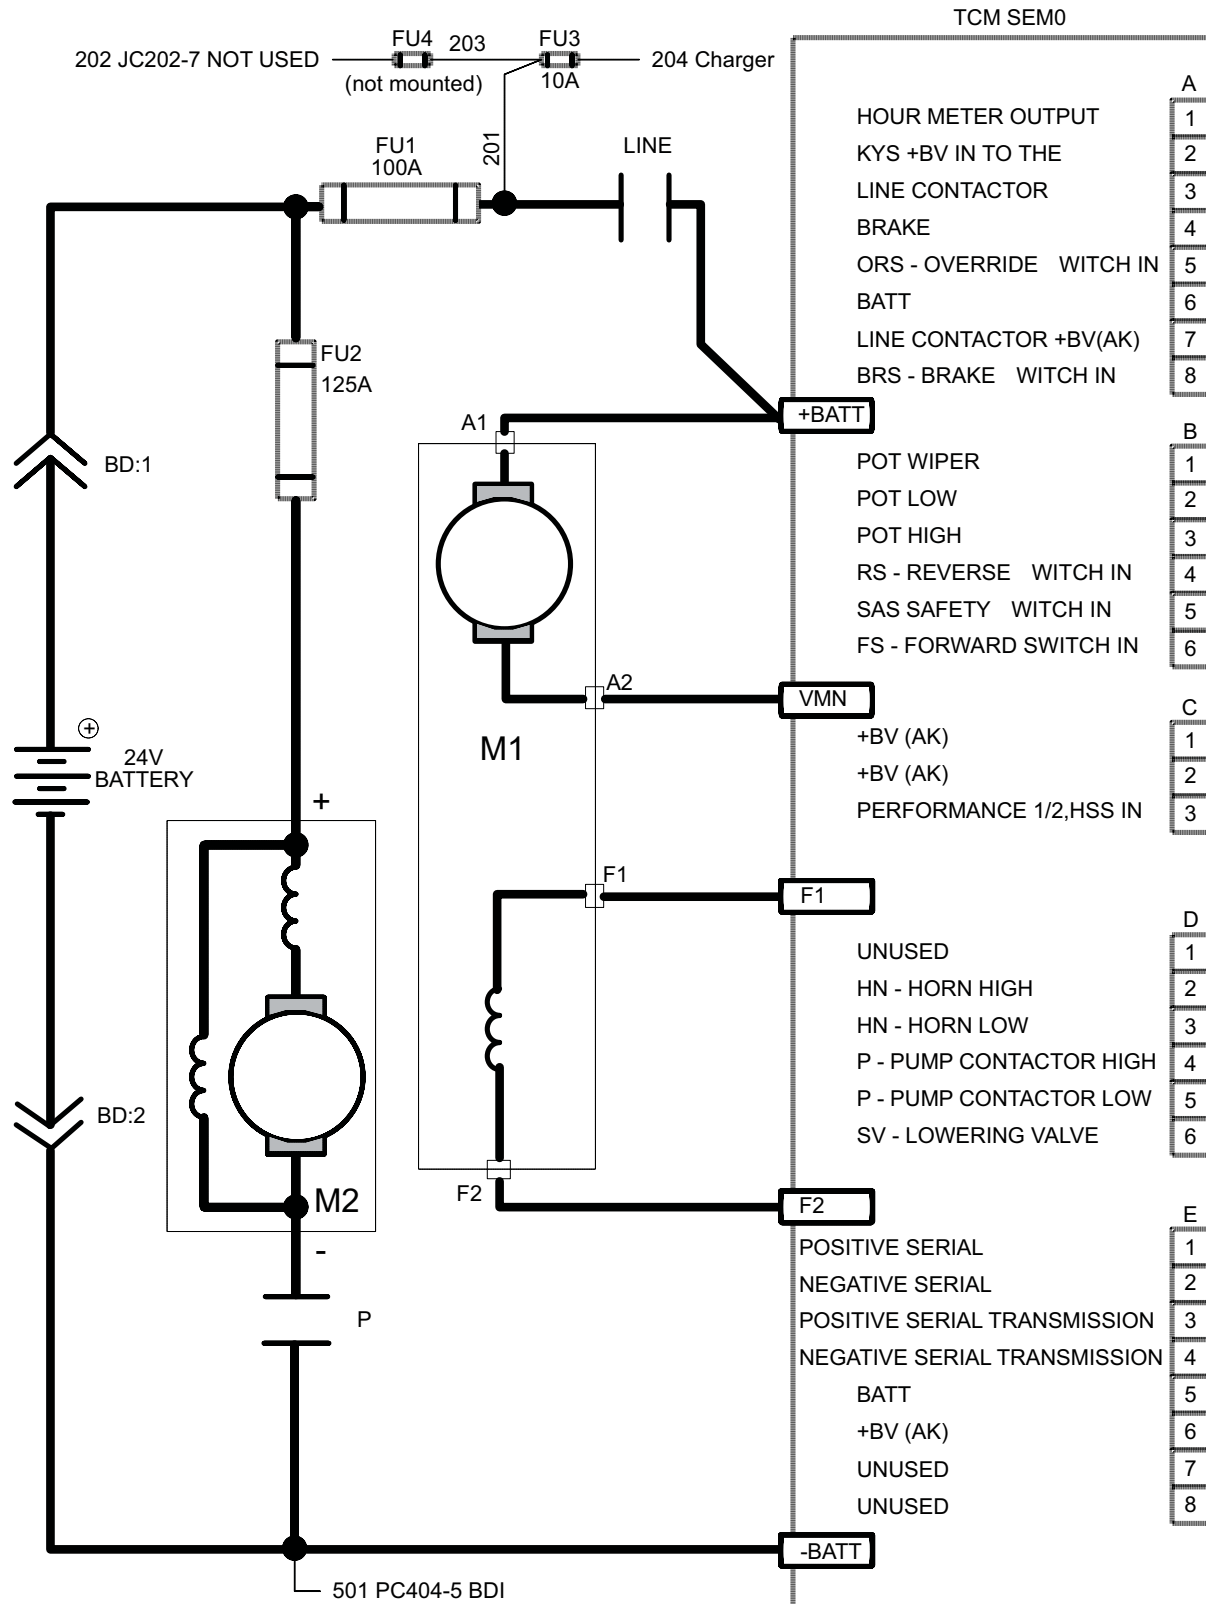 TCM SEM0
FU4
203
FU3
202 JC202-7 NOT USED
204 Charger
(not mounted)
10A
201
FU1
100A
LINE
A
HOUR METER OUTPUT 1
KYS +BV IN TO THE 2
LINE CONTACTOR 3
BRAKE 4
ORS - OVERRIDE WITCH IN 5
BATT 6
LINE CONTACTOR +BV(AK) 7
BRS - BRAKE WITCH IN 8
FU2
125A
+BATT
A1
BD:1
B
POT WIPER 1
POT LOW 2
POT HIGH 3
RS - REVERSE WITCH IN 4
SAS SAFETY WITCH IN 5
FS - FORWARD SWITCH IN 6
A2
VMN
M1
C
+BV (AK) 1
+BV (AK) 2
PERFORMANCE 1/2,HSS IN 3
+
24V
BATTERY
+
F1
F1
D
UNUSED 1
HN - HORN HIGH 2
HN - HORN LOW 3
P - PUMP CONTACTOR HIGH 4
P - PUMP CONTACTOR LOW 5
SV - LOWERING VALVE 6
BD:2
M2
-
F2
F2
E
POSITIVE SERIAL 1
NEGATIVE SERIAL 2
POSITIVE SERIAL TRANSMISSION 3
NEGATIVE SERIAL TRANSMISSION 4
BATT 5
+BV (AK) 6
UNUSED 7
UNUSED 8
P
-BATT
501 PC404-5 BDI